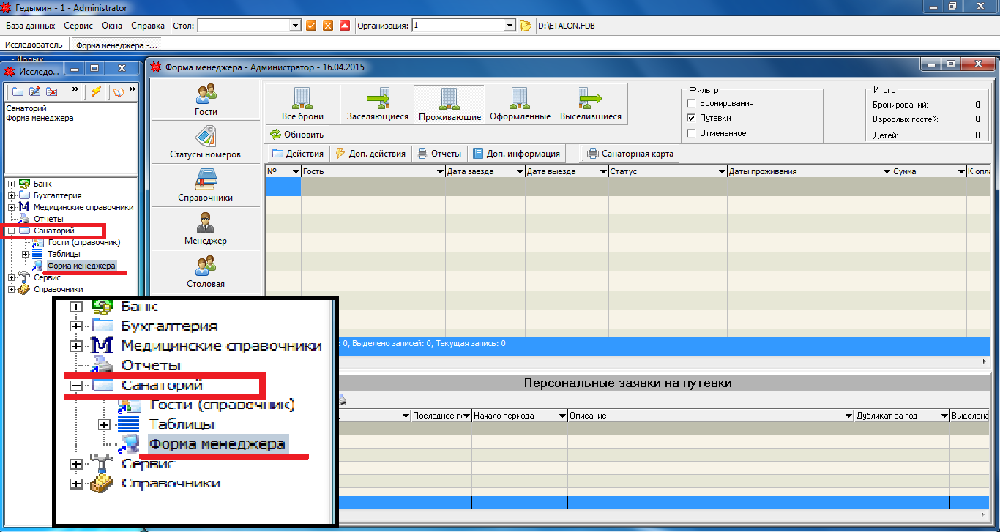 Гедымин - 1 - Administrator
База данных Сервис Окна Справка Стол: Организация: 1 D:\ETALON.FDB
Исследователь Форма менеджера -...
- Ярлык
Исследо...
Форма менеджера - Администратор - 16.04.2015
Санаторий
Форма менеджера
Банк
Бухгалтерия
Медицинские справочники
Отчеты
Санаторий
Гости (справочник)
Таблицы
Форма менеджера
Сервис
Справочники
Гости
Статусы номеров
Справочники
Менеджер
Столовая
Все брони Заселяющиеся Проживающие Оформленные Выселившиеся
Фильтр
Бронирования
Путевки
Отмененное
Итого
Бронирований: 0
Взрослых гостей: 0
Детей: 0
Обновить
Действия Доп. действия Отчеты Доп. информация Санаторная карта
№ Гость Дата заезда Дата выезда Статус Даты проживания Сумма К опла
: 0, Выделено записей: 0, Текущая запись: 0
Персональные заявки на путевки
Последнее п Начало периода Описание Дубликат за год Выделена
Банк
Бухгалтерия
Медицинские справочники
Отчеты
Санаторий
Гости (справочник)
Таблицы
Форма менеджера
Сервис
Справочники